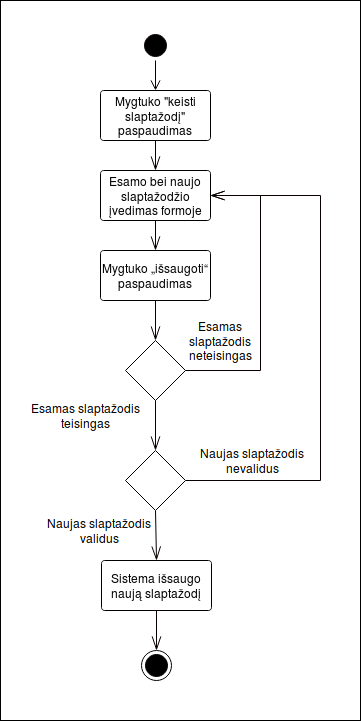 Mygtuko "keisti
slaptažodį"
paspaudimas
Esamo bei naujo
slaptažodžio
įvedimas formoje
Mygtuko „išsaugoti“
paspaudimas
Esamas
slaptažodis
neteisingas
Esamas slaptažodis
teisingas
Naujas slaptažodis
nevalidus
Naujas slaptažodis
validus
Sistema išsaugo
naują slaptažodį